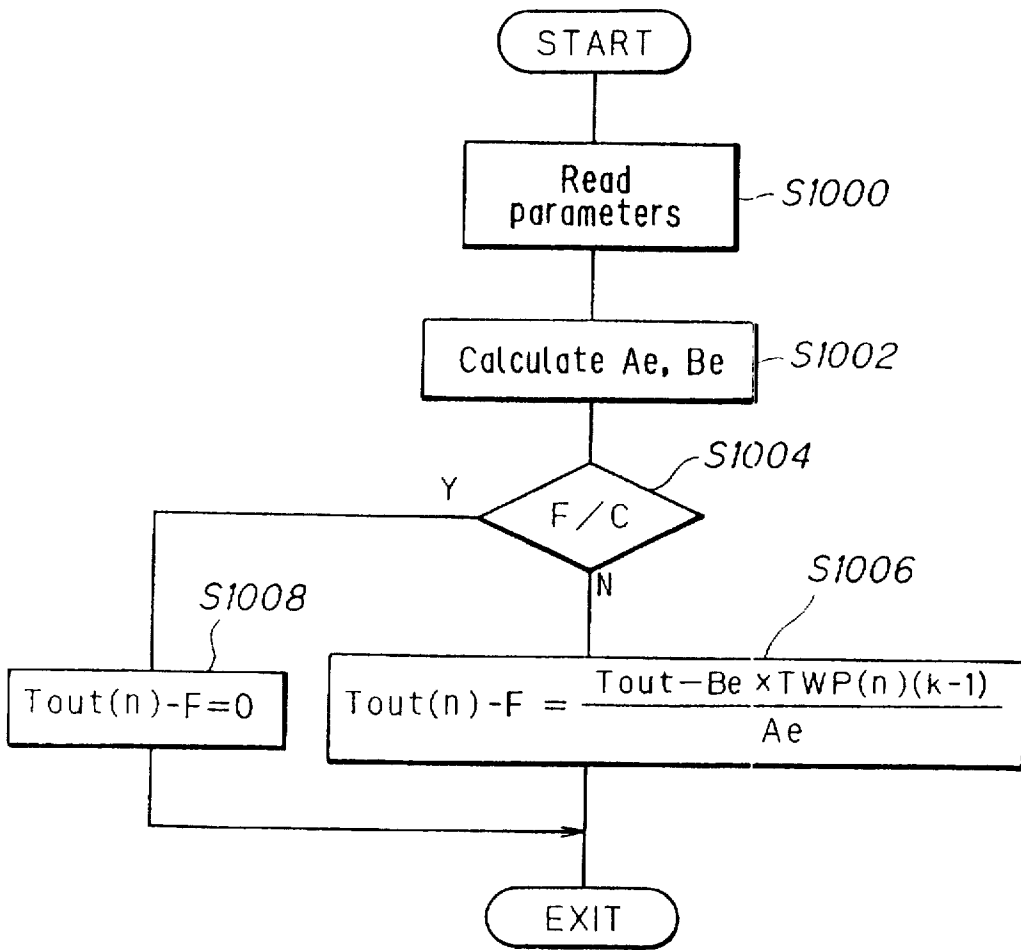 START
Read
parameters
S1000
Calculate Ae, Be
S1002
S1004
Y
F/C
N
S1006
S1008
Tout(n)-F=0
Tout(n)-F = Tout-Be×TWP(n)(k-1)
Ae
EXIT